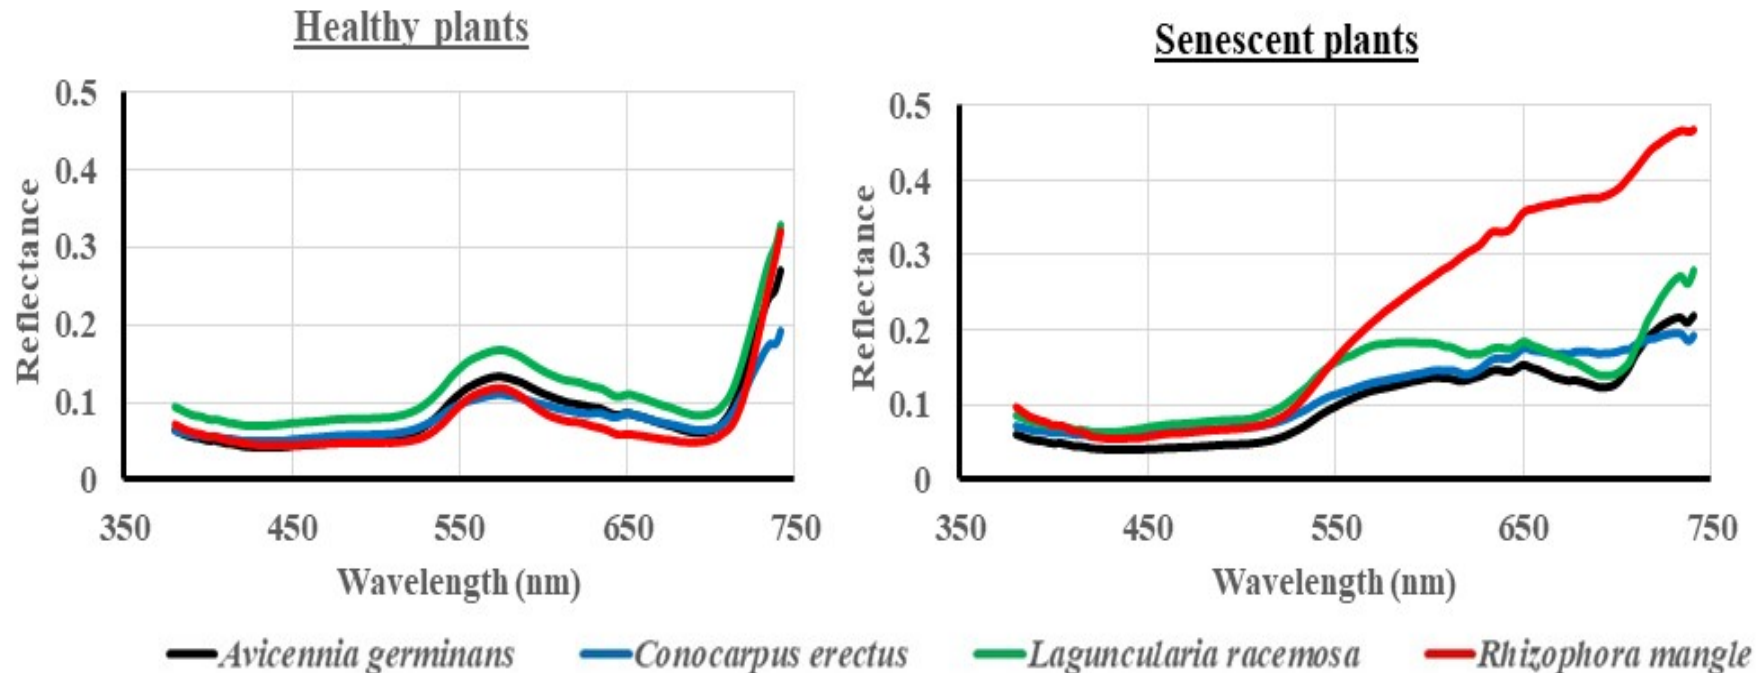 Healthy plants
Senescent plants
0.5
0.4
0.3
0.2
0.1
0
Reflectance
350 450 550 650 750
Wavelength (nm)
0.5
0.4
0.3
0.2
0.1
0
Reflectance
350 450 550 650 750
Wavelength (nm)
Avicennia germinans Conocarpus erectus Laguncularia racemosa Rhizophora mangle